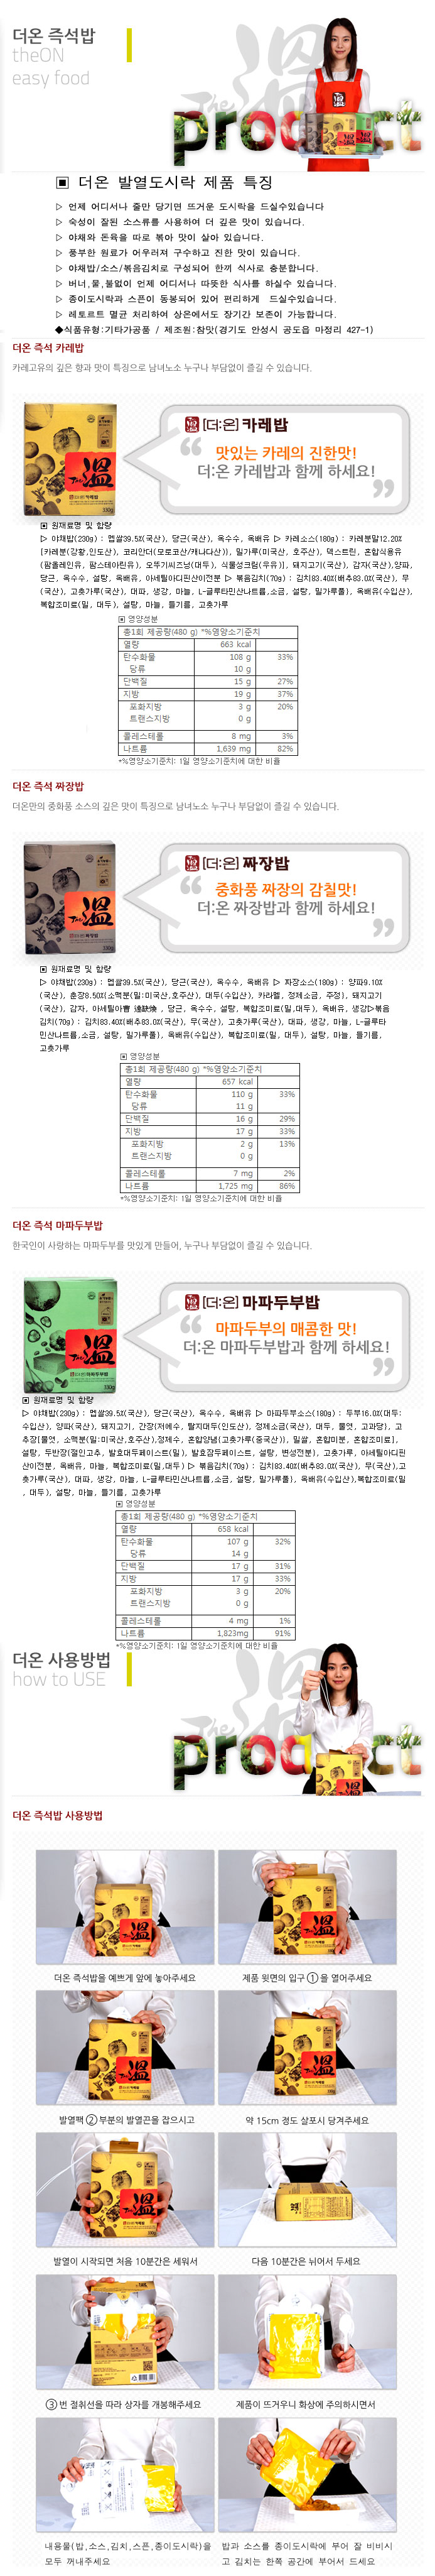 더온 즉석밥
theON
easy food
The
product
▣ 더온 발열도시락 제품 특징
▷ 언제 어디서나 줄만 당기면 뜨거운 도시락을 드실수있습니다
▷ 숙성이 잘된 소스류를 사용하여 더 깊은 맛이 있습니다.
▷ 야채와 돈육을 따로 볶아 맛이 살아 있습니다.
▷ 풍부한 원료가 어우러져 구수하고 진한 맛이 있습니다.
▷ 야채밥/소스/볶음김치로 구성되어 한끼 식사로 충분합니다.
▷ 버너,물,불없이 언제 어디서나 따뜻한 식사를 하실수 있습니다.
▷ 종이도시락과 스픈이 동봉되어 있어 편리하게 드실수있습니다.
▷ 레토르트 멸균 처리하여 상온에서도 장기간 보존이 가능합니다.
◆식품유형:기타가공품 / 제조원:참맛(경기도 안성시 공도읍 마정리 427-1)
더온 즉석 카레밥
카레고유의 깊은 향과 맛이 특징으로 남녀노소 누구나 부담없이 즐길 수 있습니다.
[더:온] 카레밥
맛있는 카레의 진한맛!
더:온 카레밥과 함께 하세요!
The 溫
330g
▣ 원재료명 및 함량
▷ 야채밥(230g) : 멥쌀39.5%(국산), 당근(국산), 옥수수, 옥배유 ▷ 카레소스(180g) : 카레분말12.20%
[카레분(강황,인도산), 코리안더(모로코산/캐나다산)), 밀가루(미국산, 호주산), 덱스트린, 혼합식용유
(팜올레인유, 팜스테아린유), 오뚜기씨즈닝(대두), 식물성크림(우유)], 돼지고기(국산), 감자(국산),양파,
당근, 옥수수, 설탕, 옥배유, 아세틸아디핀산이전분 ▷ 볶음김치(70g) : 김치83.40%(배추83.0%(국산), 무
(국산), 고춧가루(국산), 대파, 생강, 마늘, L-글루타민산나트륨,소금, 설탕, 밀가루풀), 옥배유(수입산),
복합조미료(밀, 대두), 설탕, 마늘, 들기름, 고춧가루
▣ 영양성분
총1회 제공량(480 g) *%영양소기준치
열량 663 kcal
탄수화물 108 g 33%
당류 10 g
단백질 15 g 27%
지방 19 g 37%
포화지방 3 g 20%
트랜스지방 0 g
콜레스테롤 8 mg 3%
나트륨 1,639 mg 82%
*%영양소기준치: 1일 영양소기준치에 대한 비율
더온 즉석 짜장밥
더온만의 중화풍 소스의 깊은 맛이 특징으로 남녀노소 누구나 부담없이 즐길 수 있습니다.
[더:온] 짜장밥
중화풍 짜장의 감칠맛!
더:온 짜장밥과 함께 하세요!
The 溫
330g
▣ 원재료명 및 함량
▷ 야채밥(230g) : 멥쌀39.5%(국산), 당근(국산), 옥수수, 옥배유 ▷ 짜장소스(180g) : 양파9.10%
(국산), 춘장8.50%(소맥분(밀:미국산,호주산), 대두(수입산), 카라멜, 정제소금, 주정), 돼지고기
(국산), 감자, 당근, 옥수수, 설탕, 복합조미료(밀,대두), 옥배유, 생강▷볶음
김치(70g) : 김치83.40%(배추83.0%(국산), 무(국산), 고춧가루(국산), 대파, 생강, 마늘, L-글루타
민산나트륨,소금, 설탕, 밀가루풀), 옥배유(수입산), 복합조미료(밀, 대두), 설탕, 마늘, 들기름,
고춧가루
▣ 영양성분
총1회 제공량(480 g) *%영양소기준치
열량 657 kcal
탄수화물 110 g 33%
당류 11 g
단백질 16 g 29%
지방 17 g 33%
포화지방 2 g 13%
트랜스지방 0 g
콜레스테롤 7 mg 2%
나트륨 1,725 mg 86%
*%영양소기준치: 1일 영양소기준치에 대한 비율
더온 즉석 마파두부밥
한국인이 사랑하는 마파두부를 맛있게 만들어, 누구나 부담없이 즐길 수 있습니다.
[더:온] 마파두부밥
마파두부의 매콤한 맛!
더:온 마파두부밥과 함께 하세요!
The 溫
330g
▣ 원재료명 및 함량
▷ 야채밥(230g) : 멥쌀39.5%(국산), 당근(국산), 옥수수, 옥배유 ▷ 마파두부소스(180g) : 두부16.0%(대두:
수입산), 양파(국산), 돼지고기, 간장(저예수, 탈지대두(인도산), 정제소금(국산), 대두, 물엿, 고과당), 고
추장[물엿, 소맥분(밀:미국산,호주산),정제수, 혼합양념(고춧가루(중국산)), 밀쌀, 혼합미분, 혼합조미료],
설탕, 두반장(절인고추, 발효대두페이스트(밀), 발효잠두페이스트, 설탕, 변성전분), 고춧가루, 아세틸아디핀
산이전분, 옥배유, 마늘, 복합조미료(밀,대두) ▷ 볶음김치(70g) : 김치83.40%(배추83.0%(국산), 무(국산),고
춧가루(국산), 대파, 생강, 마늘, L-글루타민산나트륨,소금, 설탕, 밀가루풀), 옥배유(수입산),복합조미료(밀
, 대두), 설탕, 마늘, 들기름, 고춧가루
▣ 영양성분
총1회 제공량(480 g) *%영양소기준치
열량 658 kcal
탄수화물 107 g 32%
당류 14 g
단백질 17 g 31%
지방 17 g 33%
포화지방 3 g 20%
트랜스지방 0 g
콜레스테롤 4 mg 1%
나트륨 1,823mg 91%
*%영양소기준치: 1일 영양소기준치에 대한 비율
더온 사용방법
how to USE
The
product
더온 즉석밥 사용방법
더온 즉석밥을 예쁘게 앞에 놓아주세요
제품 윗면의 입구 ① 을 열어주세요
발열팩 ② 부분의 발열끈을 잡으시고
약 15cm 정도 살포시 당겨주세요
발열이 시작되면 처음 10분간은 세워서
다음 10분간은 뉘어서 두세요
③ 번 절취선을 따라 상자를 개봉해주세요
제품이 뜨거우니 화상에 주의하시면서
내용물(밥,소스,김치,스픈,종이도시락)을
모두 꺼내주세요
밥과 소스를 종이도시락에 부어 잘 비비시
고 김치는 한쪽 공간에 부어서 드세요